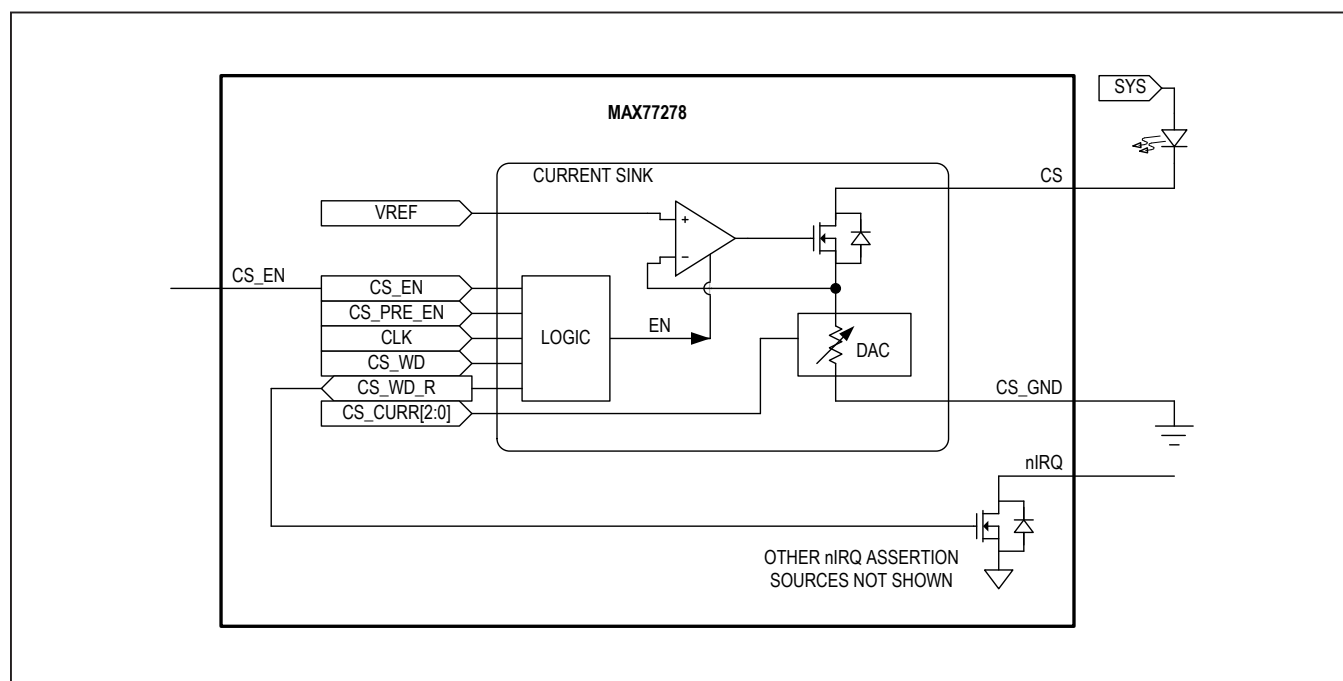 SYS
MAX77278
CURRENT SINK
CS
VREF
+
−
CS_EN
CS_EN
CS_PRE_EN
CLK
CS_WD
CS_WD_R
CS_CURR[2:0]
LOGIC
EN
DAC
CS_GND
nIRQ
OTHER nIRQ ASSERTION
SOURCES NOT SHOWN